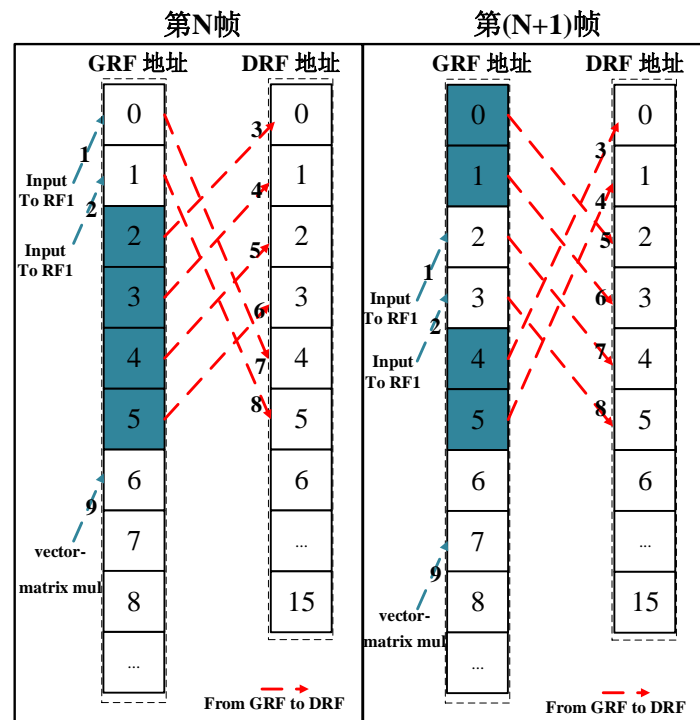 第N帧
GRF 地址
DRF 地址
0
1
2
3
4
5
6
7
8
...
0
1
2
3
4
5
6
...
15
1
Input
To RF1
2
Input
To RF1
3
4
5
6
7
8
9
vector-
matrix mul
From GRF to DRF
第(N+1)帧
GRF 地址
DRF 地址
0
1
2
3
4
5
6
7
8
...
0
1
2
3
4
5
6
...
15
1
Input
To RF1
2
Input
To RF1
3
4
5
6
7
8
9
vector-
matrix mul
From GRF to DRF